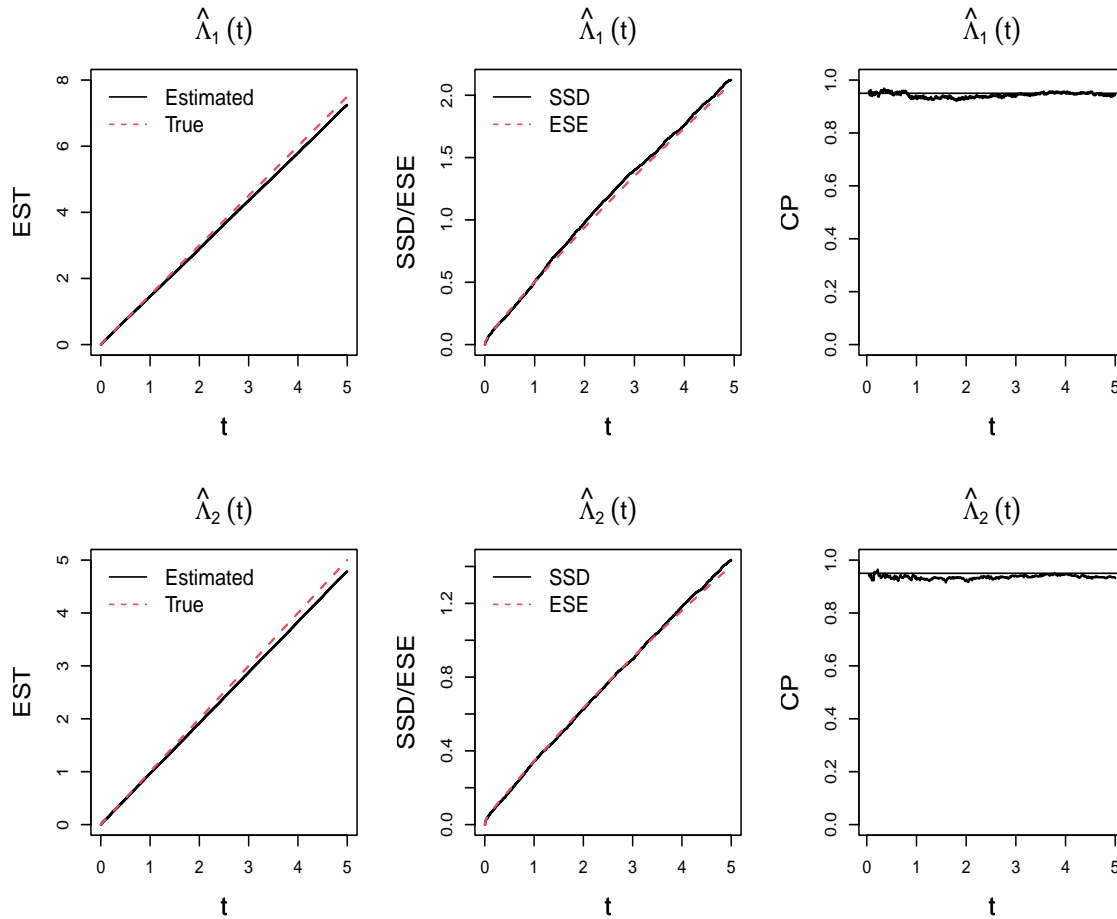 Λ̂₁ (t)
EST
8
6
4
2
0
Estimated
True
0 1 2 3 4 5
t
Λ̂₁ (t)
SSD/ESE
2.0
1.5
1.0
0.5
0.0
SSD
ESE
0 1 2 3 4 5
t
Λ̂₁ (t)
CP
1.0
0.8
0.6
0.4
0.2
0.0
0 1 2 3 4 5
t
Λ̂₂ (t)
EST
5
4
3
2
1
0
Estimated
True
0 1 2 3 4 5
t
Λ̂₂ (t)
SSD/ESE
1.2
0.8
0.4
0.0
SSD
ESE
0 1 2 3 4 5
t
Λ̂₂ (t)
CP
1.0
0.8
0.6
0.4
0.2
0.0
0 1 2 3 4 5
t